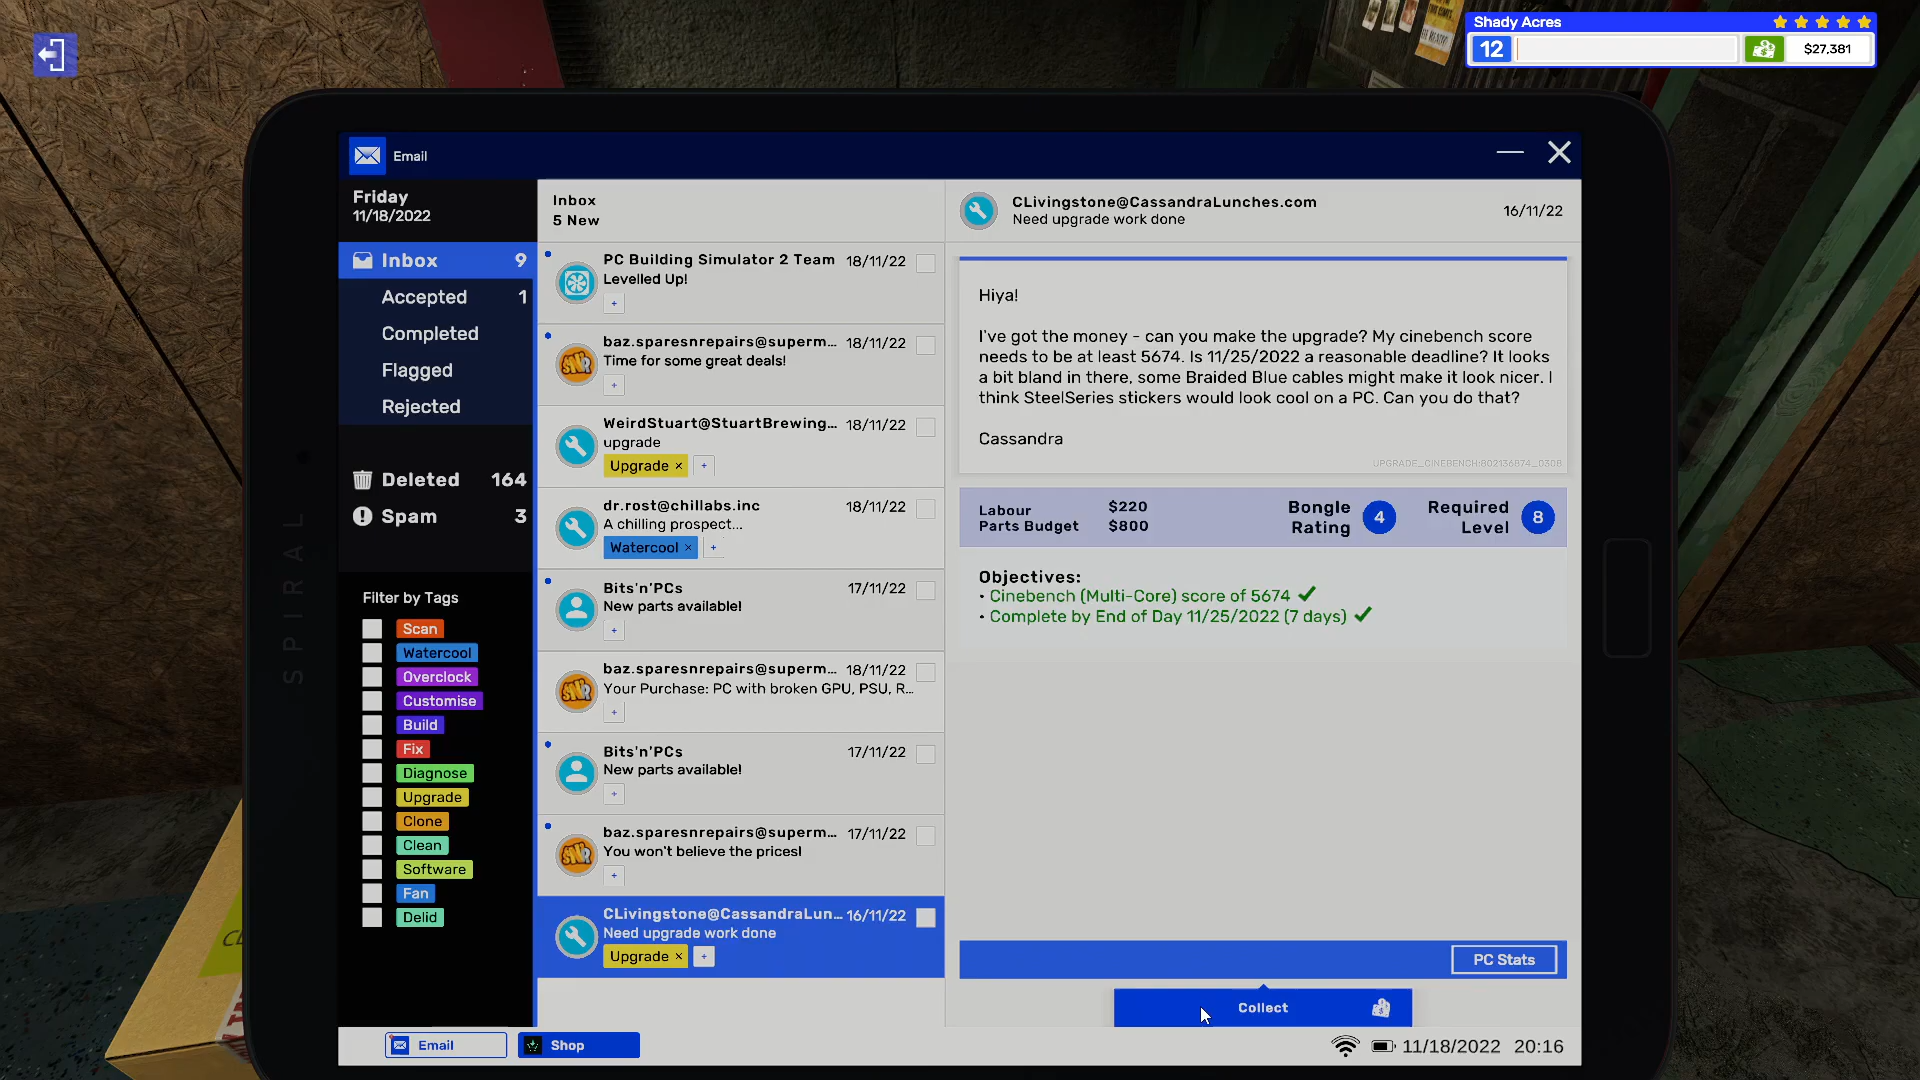 Shady Acres
12
$27,381
Email
Friday
11/18/2022
Inbox 9
Accepted 1
Completed
Flagged
Rejected
Deleted 164
Spam 3
Filter by Tags
Scan
Watercool
Overclock
Customise
Build
Fix
Diagnose
Upgrade
Clone
Clean
Software
Fan
Delid
SPIRAL
Inbox
5 New
PC Building Simulator 2 Team 18/11/22
Levelled Up!
+
baz.sparesnrepairs@superm... 18/11/22
Time for some great deals!
+
WeirdStuart@StuartBrewing... 18/11/22
upgrade
Upgrade × +
dr.rost@chillabs.inc 18/11/22
A chilling prospect...
Watercool × +
Bits'n'PCs 17/11/22
New parts available!
+
baz.sparesnrepairs@superm... 18/11/22
Your Purchase: PC with broken GPU, PSU, R...
+
Bits'n'PCs 17/11/22
New parts available!
+
baz.sparesnrepairs@superm... 17/11/22
You won't believe the prices!
+
CLivingstone@CassandraLun... 16/11/22
Need upgrade work done
Upgrade × +
CLivingstone@CassandraLunches.com
Need upgrade work done
16/11/22
Hiya!
I've got the money - can you make the upgrade? My cinebench score
needs to be at least 5674. Is 11/25/2022 a reasonable deadline? It looks
a bit bland in there, some Braided Blue cables might make it look nicer. I
think SteelSeries stickers would look cool on a PC. Can you do that?
Cassandra
UPGRADE_CINEBENCH:802136874_0308
Labour $220
Parts Budget $800
Bongle Rating 4
Required Level 8
Objectives:
• Cinebench (Multi-Core) score of 5674
• Complete by End of Day 11/25/2022 (7 days)
PC Stats
Collect
Email
Shop
11/18/2022 20:16